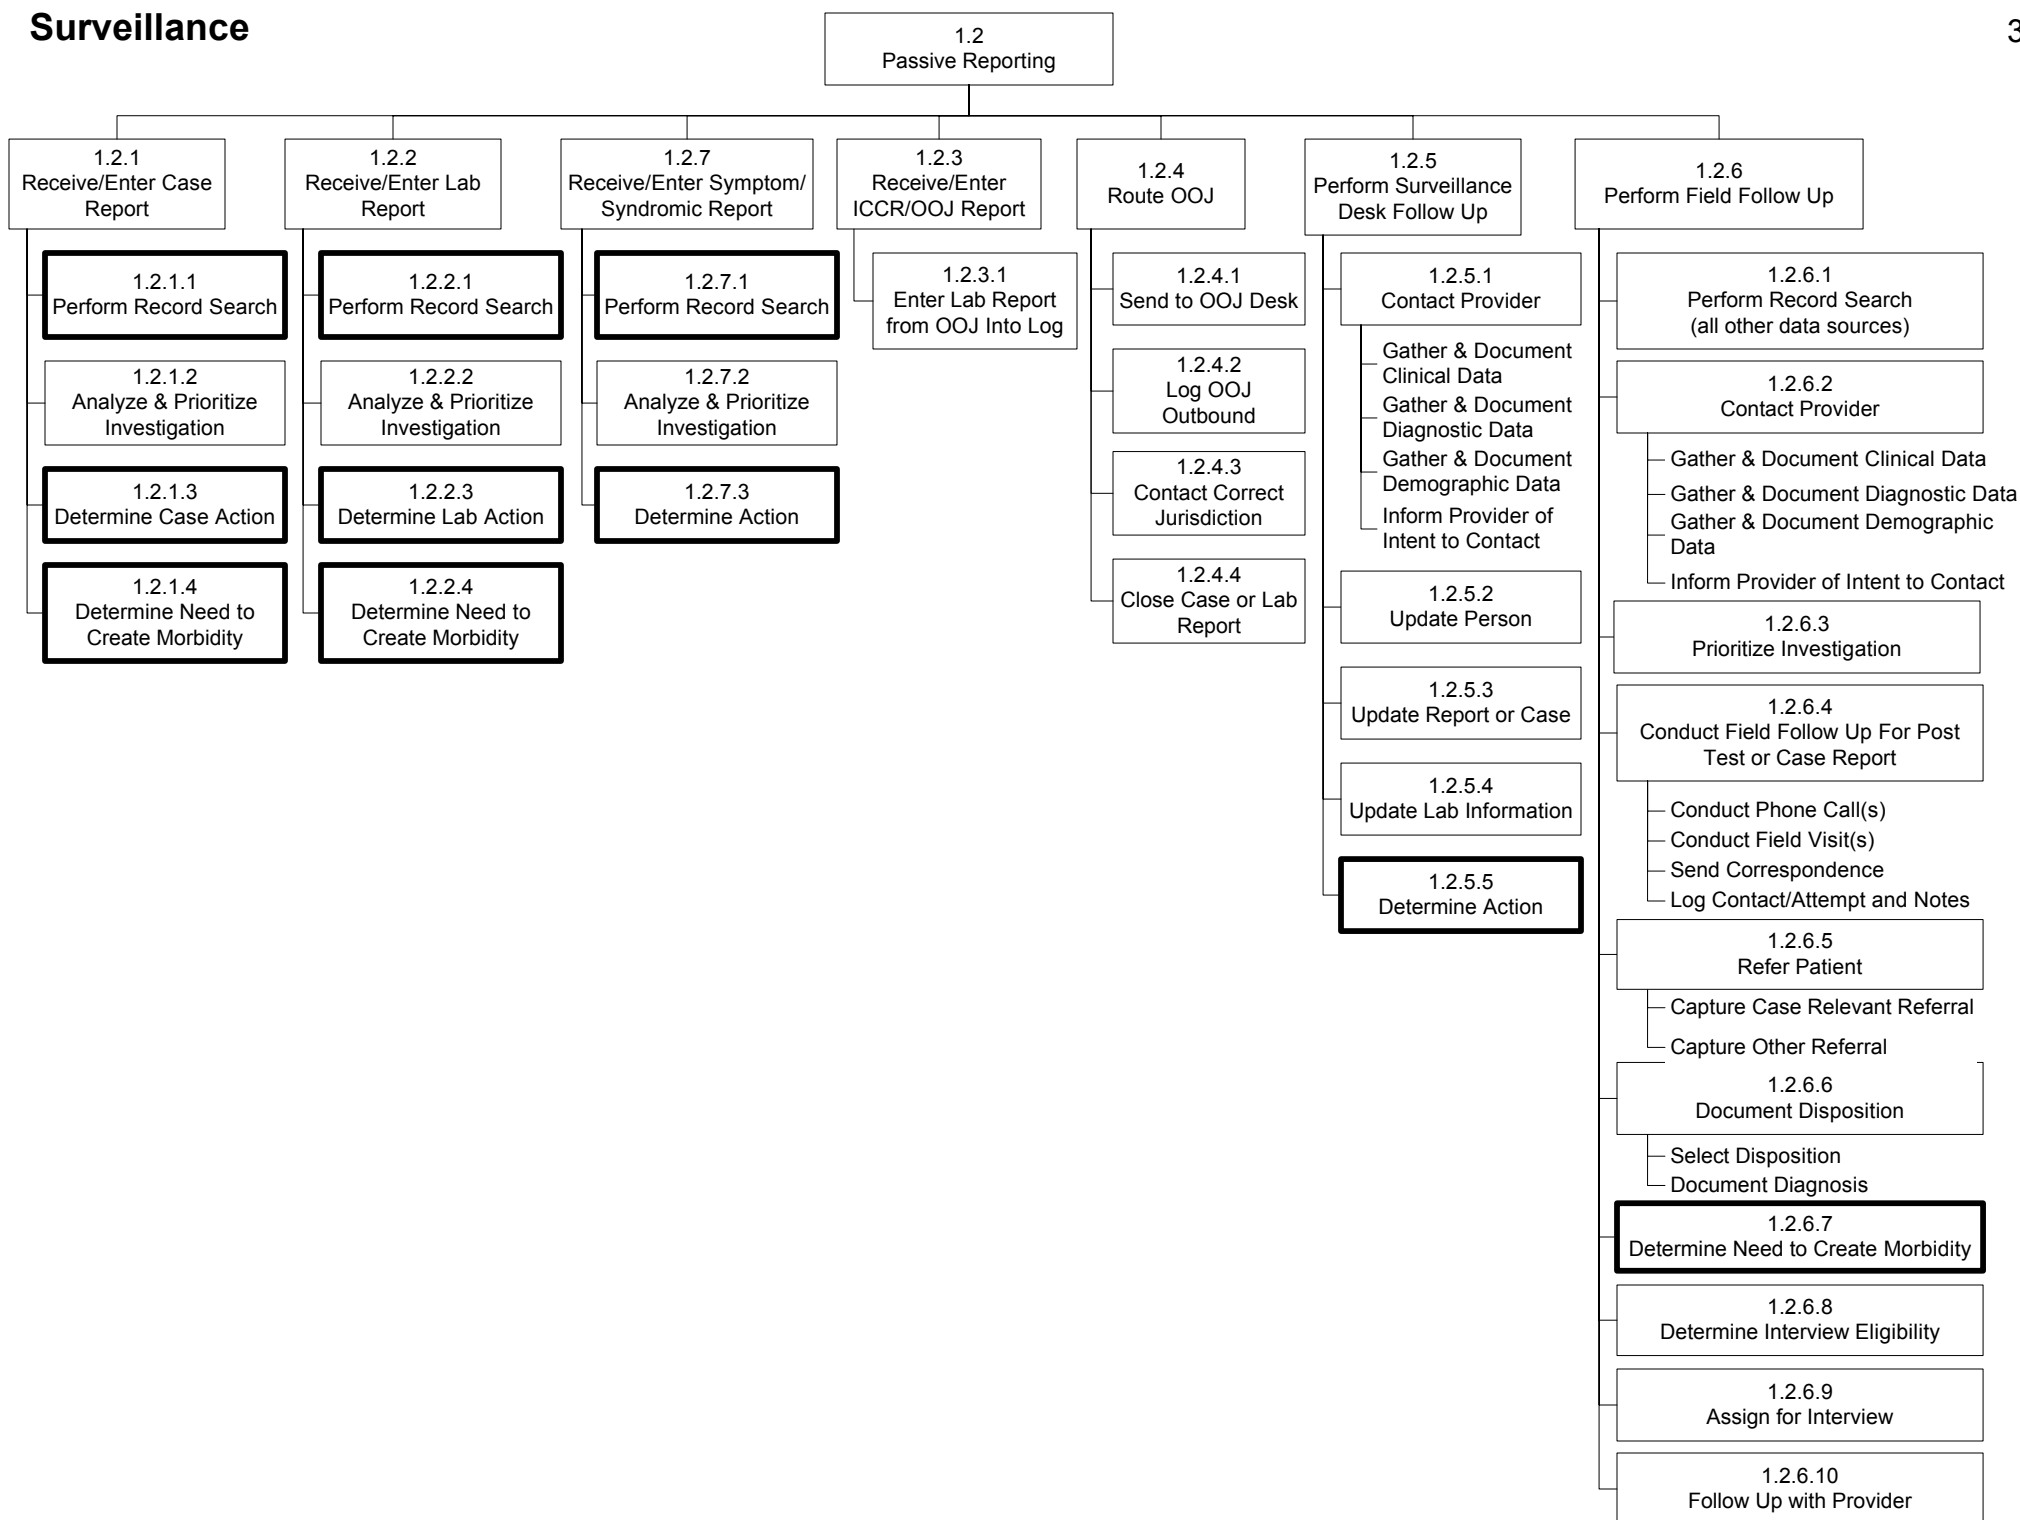 Surveillance
3
1.2
Passive Reporting
1.2.1
Receive/Enter Case
Report
1.2.1.1
Perform Record Search
1.2.1.2
Analyze & Prioritize
Investigation
1.2.1.3
Determine Case Action
1.2.1.4
Determine Need to
Create Morbidity
1.2.2
Receive/Enter Lab
Report
1.2.2.1
Perform Record Search
1.2.2.2
Analyze & Prioritize
Investigation
1.2.2.3
Determine Lab Action
1.2.2.4
Determine Need to
Create Morbidity
1.2.7
Receive/Enter Symptom/
Syndromic Report
1.2.7.1
Perform Record Search
1.2.7.2
Analyze & Prioritize
Investigation
1.2.7.3
Determine Action
1.2.3
Receive/Enter
ICCR/OOJ Report
1.2.3.1
Enter Lab Report
from OOJ Into Log
1.2.4
Route OOJ
1.2.4.1
Send to OOJ Desk
1.2.4.2
Log OOJ
Outbound
1.2.4.3
Contact Correct
Jurisdiction
1.2.4.4
Close Case or Lab
Report
1.2.5
Perform Surveillance
Desk Follow Up
1.2.5.1
Contact Provider
Gather & Document
Clinical Data
Gather & Document
Diagnostic Data
Gather & Document
Demographic Data
Inform Provider of
Intent to Contact
1.2.5.2
Update Person
1.2.5.3
Update Report or Case
1.2.5.4
Update Lab Information
1.2.5.5
Determine Action
1.2.6
Perform Field Follow Up
1.2.6.1
Perform Record Search
(all other data sources)
1.2.6.2
Contact Provider
Gather & Document Clinical Data
Gather & Document Diagnostic Data
Gather & Document Demographic
Data
Inform Provider of Intent to Contact
1.2.6.3
Prioritize Investigation
1.2.6.4
Conduct Field Follow Up For Post
Test or Case Report
Conduct Phone Call(s)
Conduct Field Visit(s)
Send Correspondence
Log Contact/Attempt and Notes
1.2.6.5
Refer Patient
Capture Case Relevant Referral
Capture Other Referral
1.2.6.6
Document Disposition
Select Disposition
Document Diagnosis
1.2.6.7
Determine Need to Create Morbidity
1.2.6.8
Determine Interview Eligibility
1.2.6.9
Assign for Interview
1.2.6.10
Follow Up with Provider